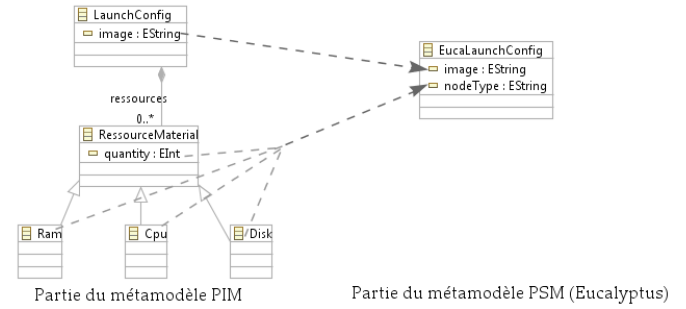 LaunchConfig
image : EString
ressources
0..*
RessourceMaterial
quantity : EInt
Ram
Cpu
Disk
Partie du métamodèle PIM
EucaLaunchConfig
image : EString
nodeType : EString
Partie du métamodèle PSM (Eucalyptus)